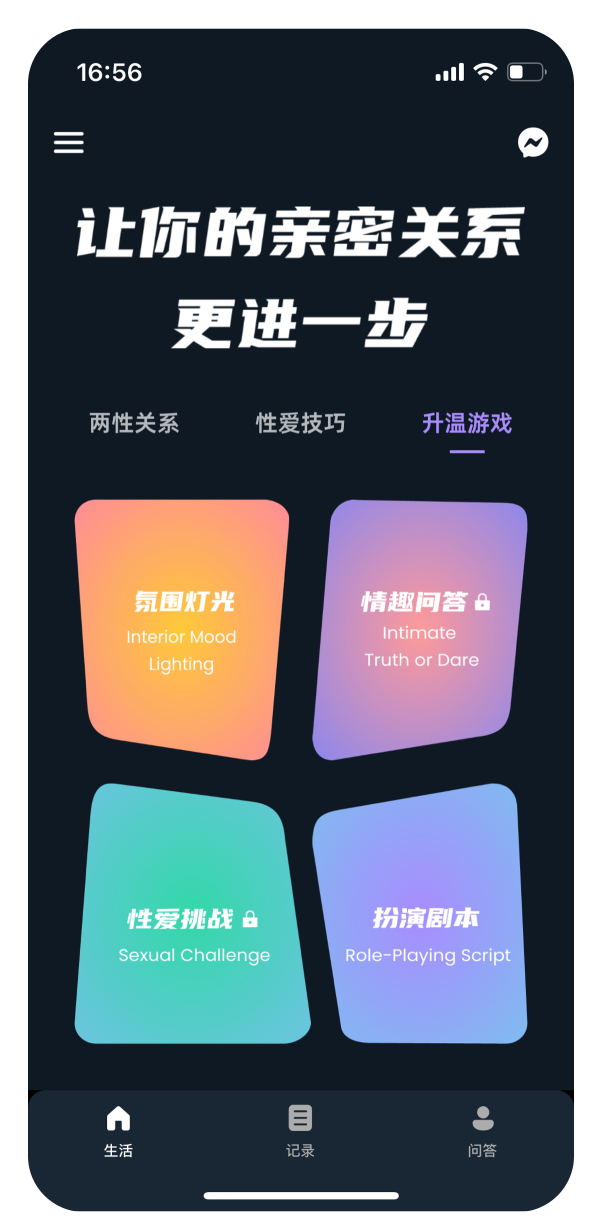 16:56
让你的亲密关系
更进一步
两性关系 性爱技巧 升温游戏
氛围灯光
Interior Mood
Lighting
情趣问答
Intimate
Truth or Dare
性爱挑战
Sexual Challenge
扮演剧本
Role-Playing Script
生活 记录 问答